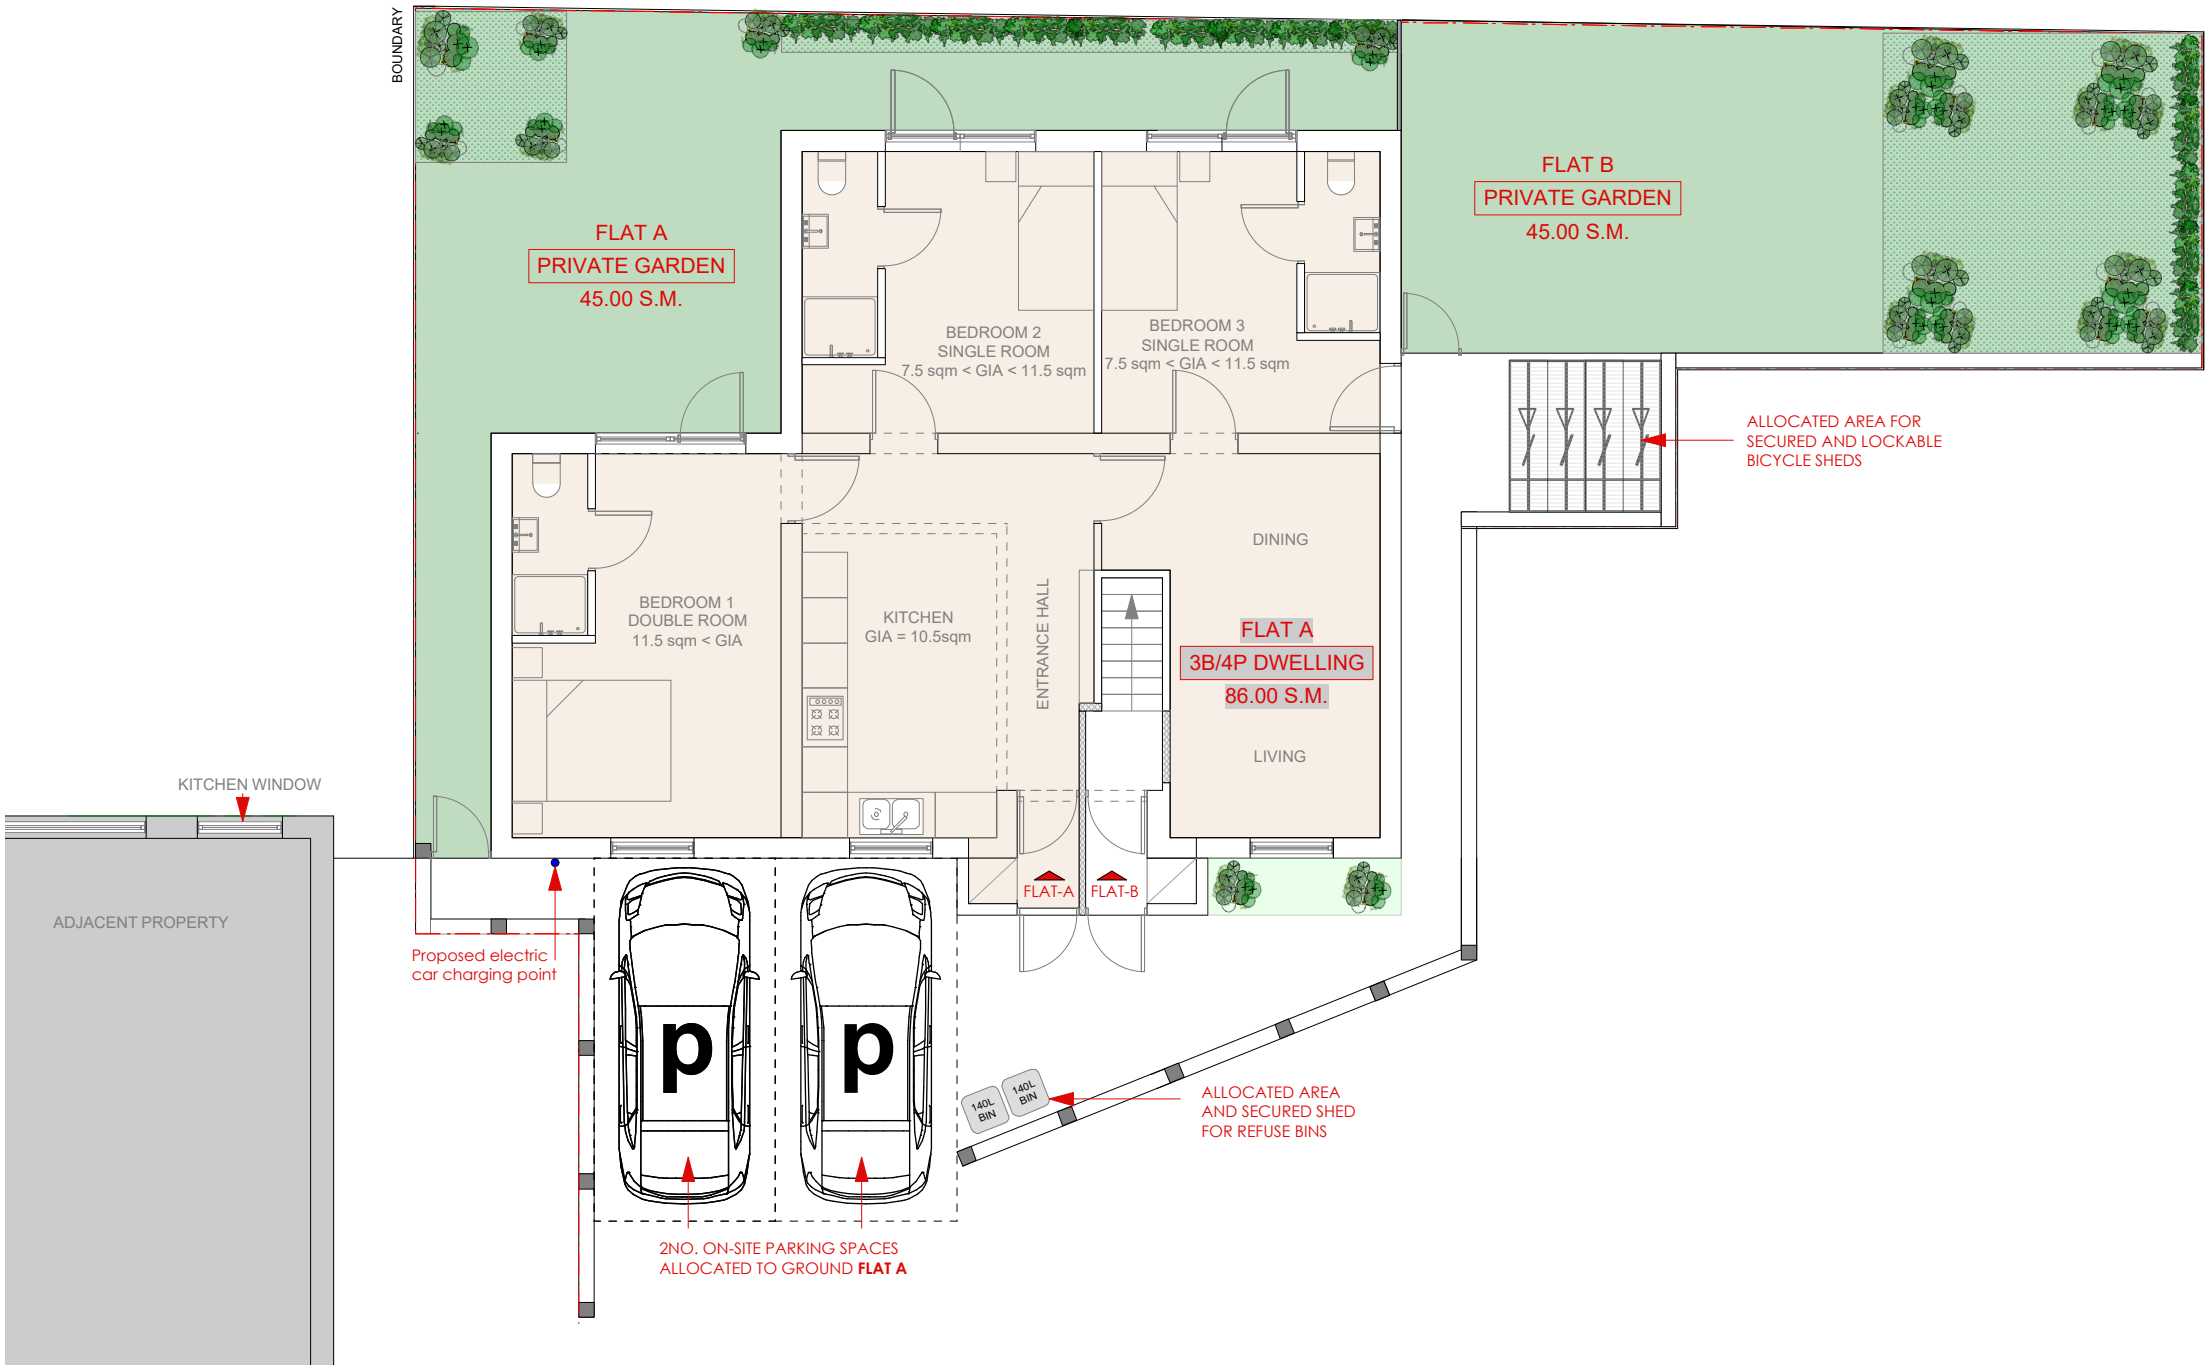 BOUNDARY
FLAT A
PRIVATE GARDEN
45.00 S.M.
FLAT B
PRIVATE GARDEN
45.00 S.M.
BEDROOM 2
SINGLE ROOM
7.5 sqm < GIA < 11.5 sqm
BEDROOM 3
SINGLE ROOM
7.5 sqm < GIA < 11.5 sqm
ALLOCATED AREA FOR
SECURED AND LOCKABLE
BICYCLE SHEDS
DINING
BEDROOM 1
DOUBLE ROOM
11.5 sqm < GIA
KITCHEN
GIA = 10.5sqm
ENTRANCE HALL
FLAT A
3B/4P DWELLING
86.00 S.M.
LIVING
KITCHEN WINDOW
ADJACENT PROPERTY
FLAT-A
FLAT-B
Proposed electric
car charging point
p
p
140L
BIN
140L
BIN
ALLOCATED AREA
AND SECURED SHED
FOR REFUSE BINS
2NO. ON-SITE PARKING SPACES
ALLOCATED TO GROUND FLAT A